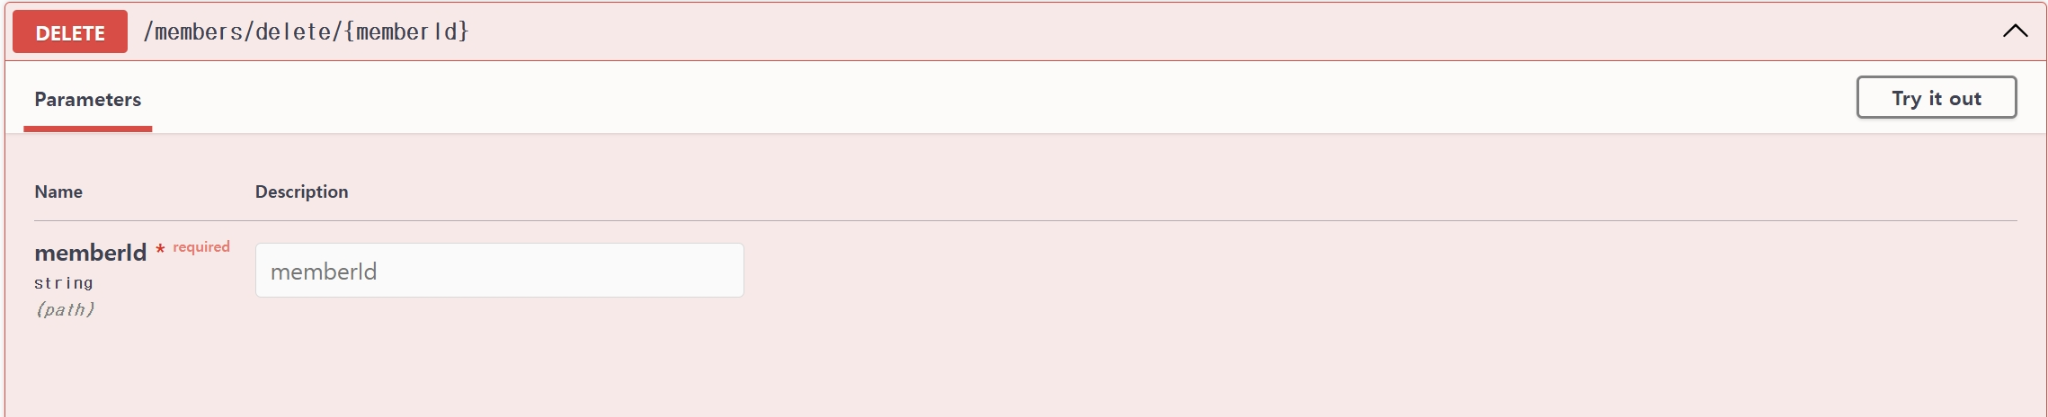 DELETE /members/delete/{memberId}
Parameters
Try it out
Name Description
memberId * required
string
(path)
memberId